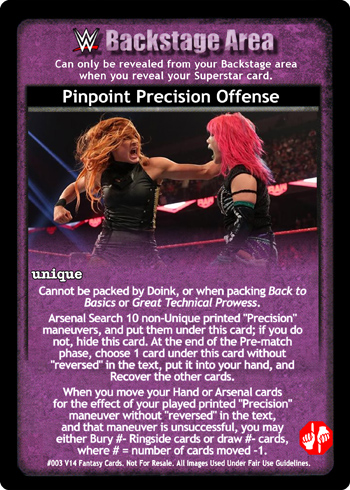 W Backstage Area
Can only be revealed from your Backstage area
when you reveal your Superstar card.
Pinpoint Precision Offense
unique
Cannot be packed by Doink, or when packing Back to
Basics or Great Technical Prowess.
Arsenal Search 10 non-Unique printed "Precision"
maneuvers, and put them under this card; if you do
not, hide this card. At the end of the Pre-match
phase, choose 1 card under this card without
"reversed" in the text, put it into your hand, and
Recover the other cards.
When you move your Hand or Arsenal cards
for the effect of your played printed "Precision"
maneuver without "reversed" in the text,
and that maneuver is unsuccessful, you may
either Bury #- Ringside cards or draw #- cards,
where # = number of cards moved -1.
#003 V14 Fantasy Cards. Not For Resale. All Images Used Under Fair Use Guidelines.